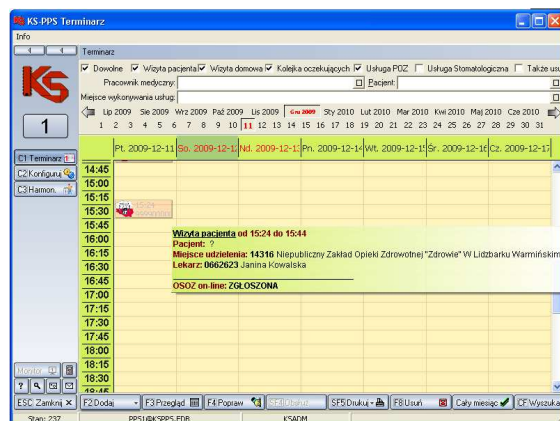 KS-PPS Terminarz
Info
Terminarz
Dowolne Wizyta pacjenta Wizyta domowa Kolejka oczekujących Usługa POZ Usługa Stomatologiczna Także usu
Pracownik medyczny: Pacjent:
Miejsce wykonywania usług:
Lip 2009 Sie 2009 Wrz 2009 Paź 2009 Lis 2009 Gru 2009 Sty 2010 Lut 2010 Mar 2010 Kwi 2010 Maj 2010 Cze 2010
1 2 3 4 5 6 7 8 9 10 11 12 13 14 15 16 17 18 19 20 21 22 23 24 25 26 27 28 29 30 31
KS
1
C1 Terminarz
C2 Konfiguruj
C3 Harmon.
Pt. 2009-12-11 So. 2009-12-12 Nd. 2009-12-13 Pn. 2009-12-14 Wt. 2009-12-15 Śr. 2009-12-16 Cz. 2009-12-17
14:45
15:00
15:15
15:30
15:24
15:45
16:00
16:15
16:30
16:45
17:00
17:15
17:30
17:45
18:00
18:15
18:30
18:45
Wizyta pacjenta od 15:24 do 15:44
Pacjent: ?
Miejsce udzielenia: 14316 Niepubliczny Zakład Opieki Zdrowotnej "Zdrowie" W Lidzbarku Warmińskim
Lekarz: 0662623 Janina Kowalska
OSOZ on-line: ZGŁOSZONA
ESC Zamknij F2 Dodaj F3 Przegląd F4 Popraw SF5 Drukuj F8 Usuń Cały miesiąc CF Wyszuka
Stan: 237 PPS1@KSPPS.FDB KSADM